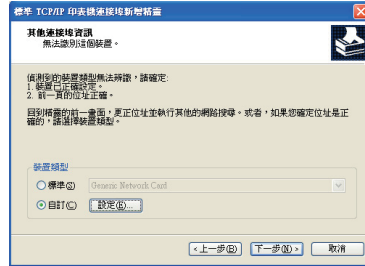 標準 TCP/IP 印表機連接埠新增精靈
其他連接埠資訊
無法識別這個裝置。
偵測到的裝置類型無法辨識，請確定:
1. 裝置已正確設定。
2. 前一頁的位址正確。
回到精靈的前一畫面，更正位址並執行其他的網路搜尋。或者，如果您確定位址是正
確的，請選擇裝置類型。
裝置類型
標準(S)
Generic Network Card
自訂(C)
設定(E)...
<上一步(B)
下一步(N)>
取消